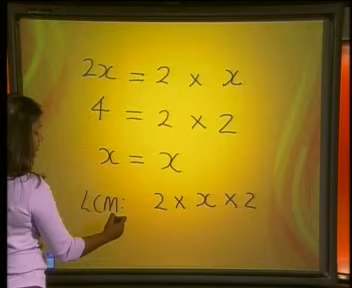 2x = 2 × x
4 = 2 × 2
x = x
LCM: 2 × x × 2